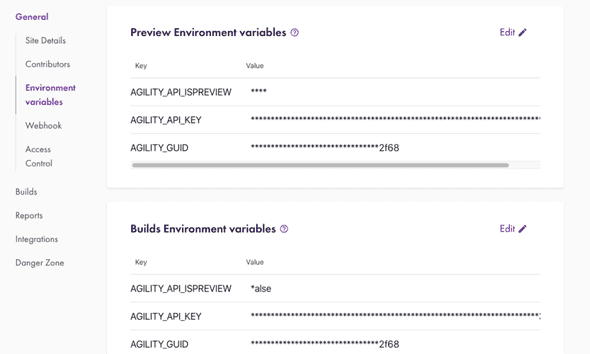 General
Site Details
Contributors
Environment
variables
Webhook
Access
Control
Builds
Reports
Integrations
Danger Zone
Preview Environment variables
Edit
Key Value
AGILITY_API_ISPREVIEW ****
AGILITY_API_KEY
AGILITY_GUID ********************************2f68
Builds Environment variables
Edit
Key Value
AGILITY_API_ISPREVIEW *alse
AGILITY_API_KEY
AGILITY_GUID ********************************2f68